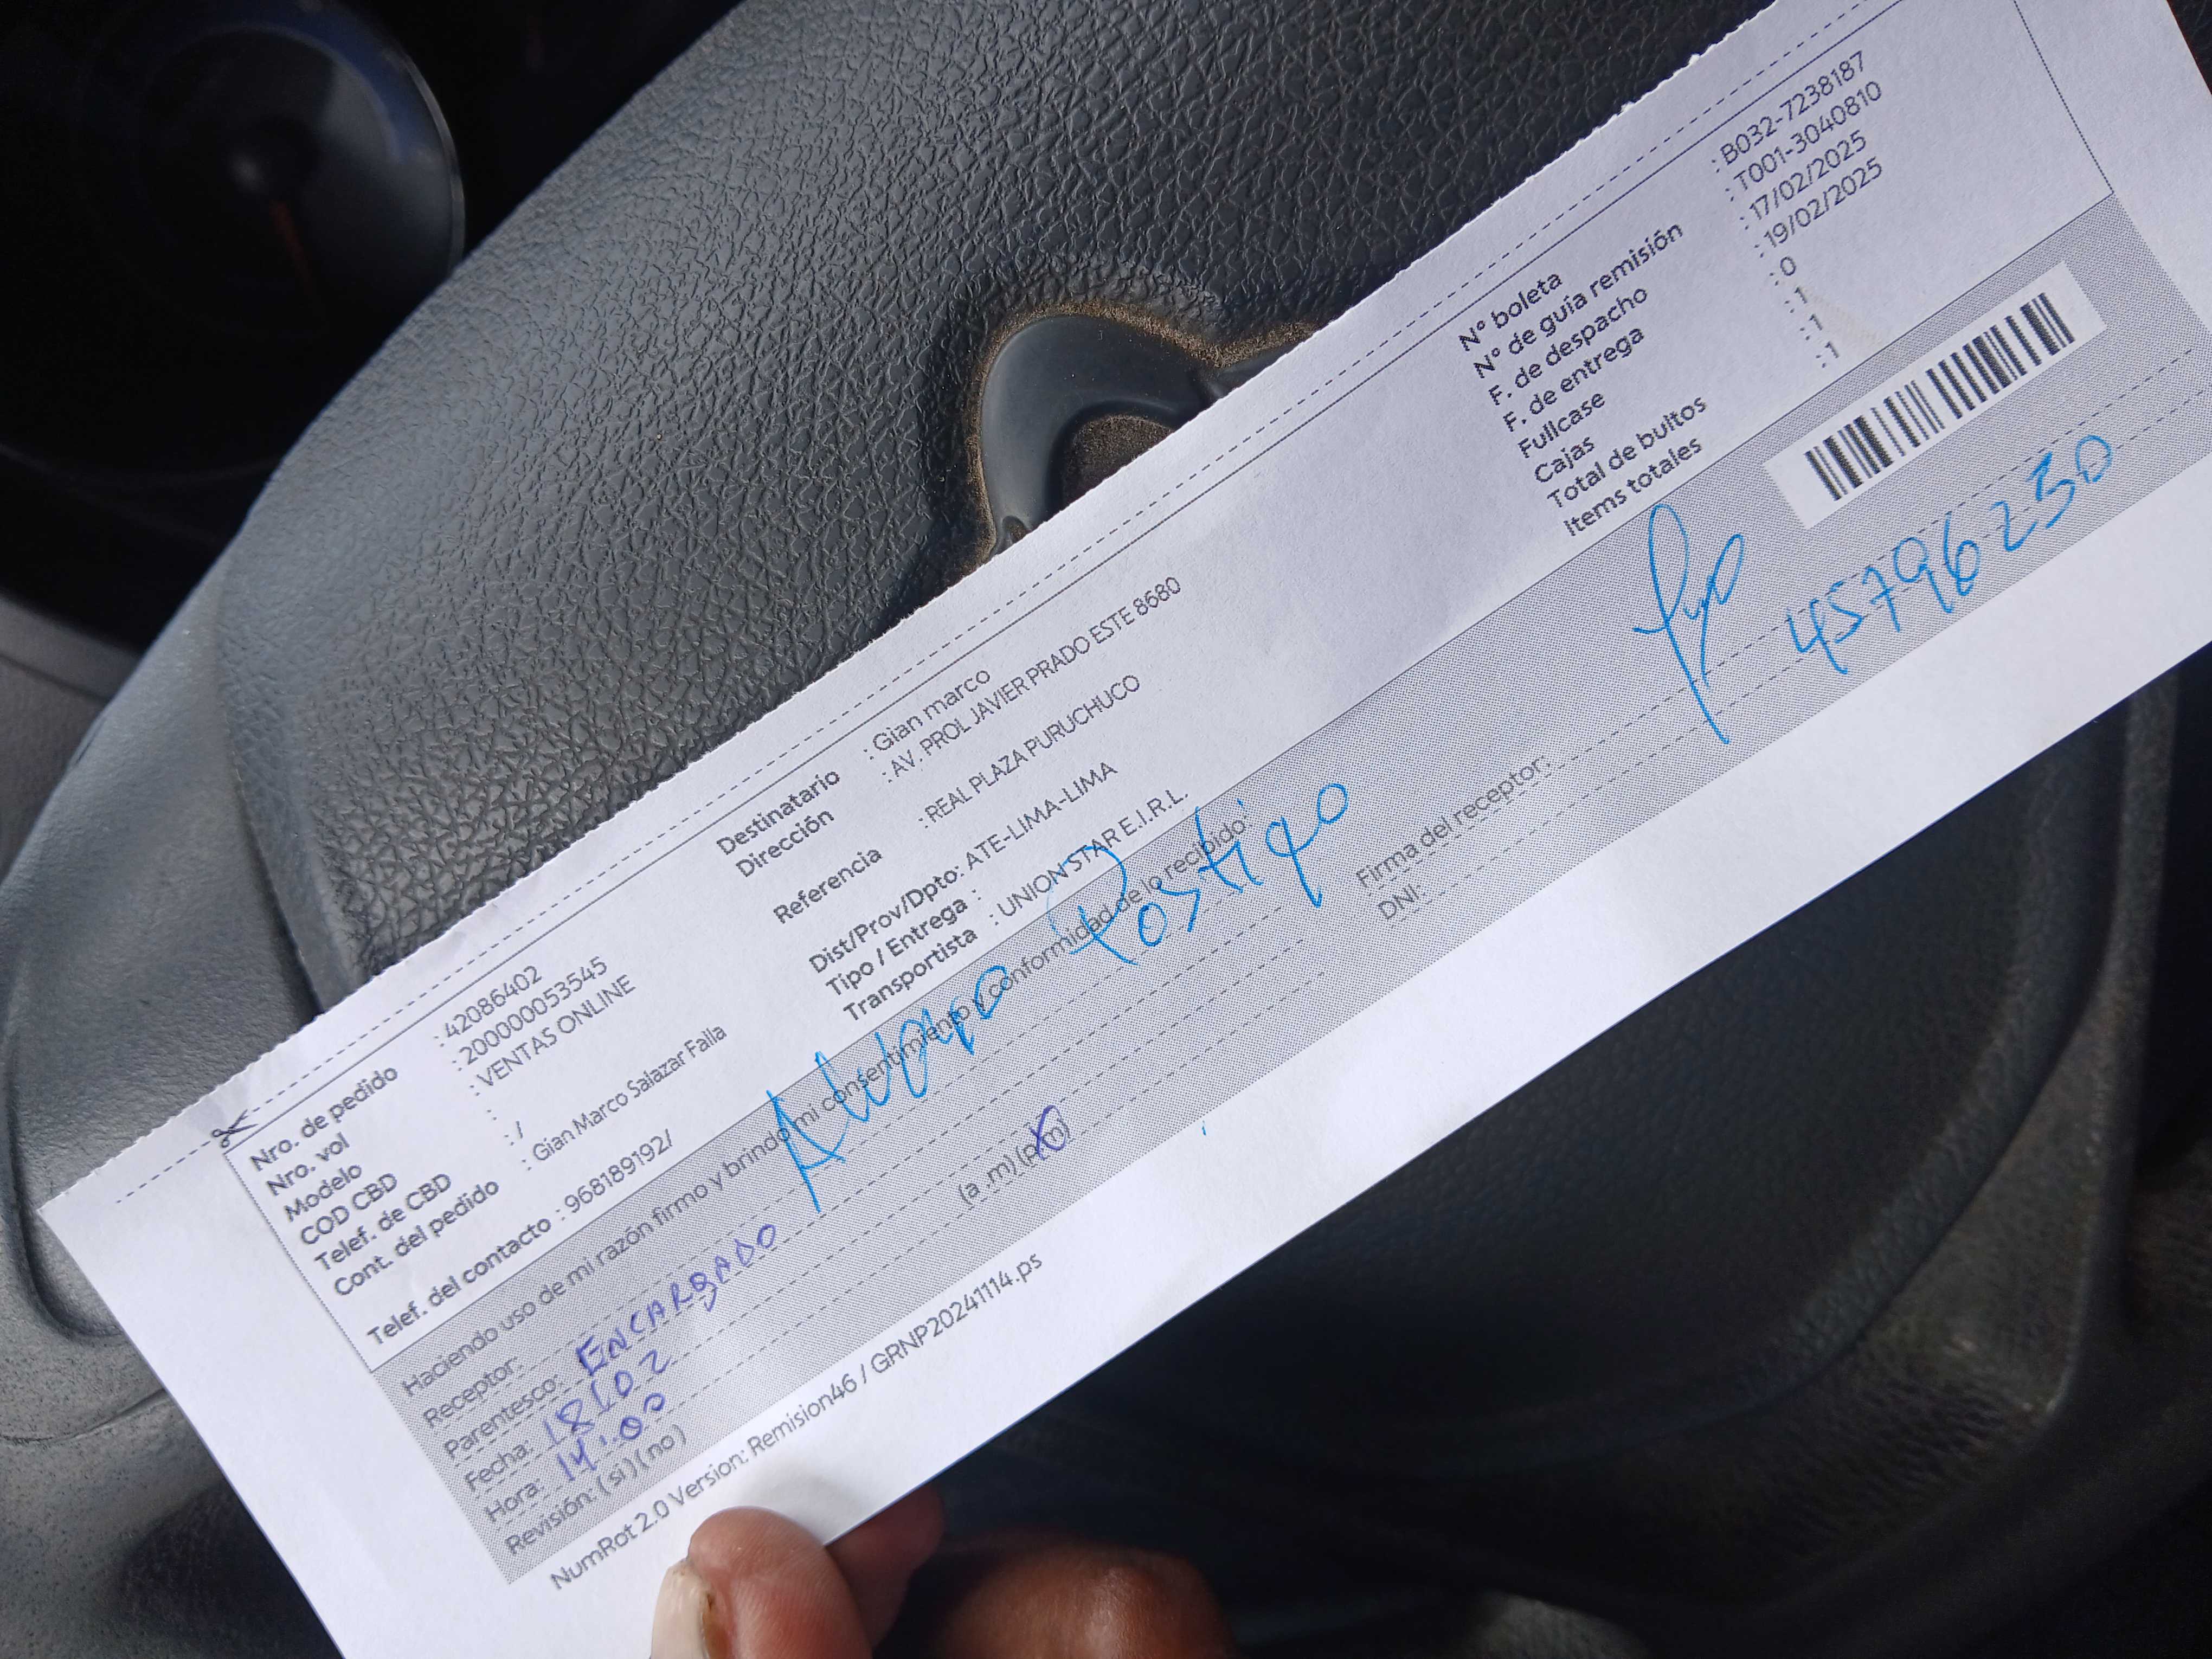 Nro. de pedido : 42086402
Nro. vol : 200000053545
Modelo : VENTAS ONLINE
COD CBD :
Telef. de CBD : /
Cont. del pedido : Gian Marco Salazar Falla
Telef. del contacto : 968189192/
Destinatario : Gian marco
Dirección : AV. PROL JAVIER PRADO ESTE 8680
Referencia : REAL PLAZA PURUCHUCO
Dist/Prov/Dpto: ATE-LIMA-LIMA
Tipo / Entrega :
Transportista : UNION STAR E.I.R.L.
N° boleta : B032-7238187
N° de guía remisión : T001-3040810
F. de despacho : 17/02/2025
F. de entrega : 19/02/2025
Fullcase : 0
Cajas : 1
Total de bultos : 1
Items totales : 1
Haciendo uso de mi razón firmo y brindo mi consentimiento y conformidad de lo recibido:
Receptor: Postigo
Parentesco: ENCARGADO
Fecha: 18/02
Hora: 14:00 (a .m) (p.m)
Revisión: ( si ) ( no )
Firma del receptor:
DNI: 45796230
NumRot 2.0 Version: Remision46 / GRNP20241114.ps